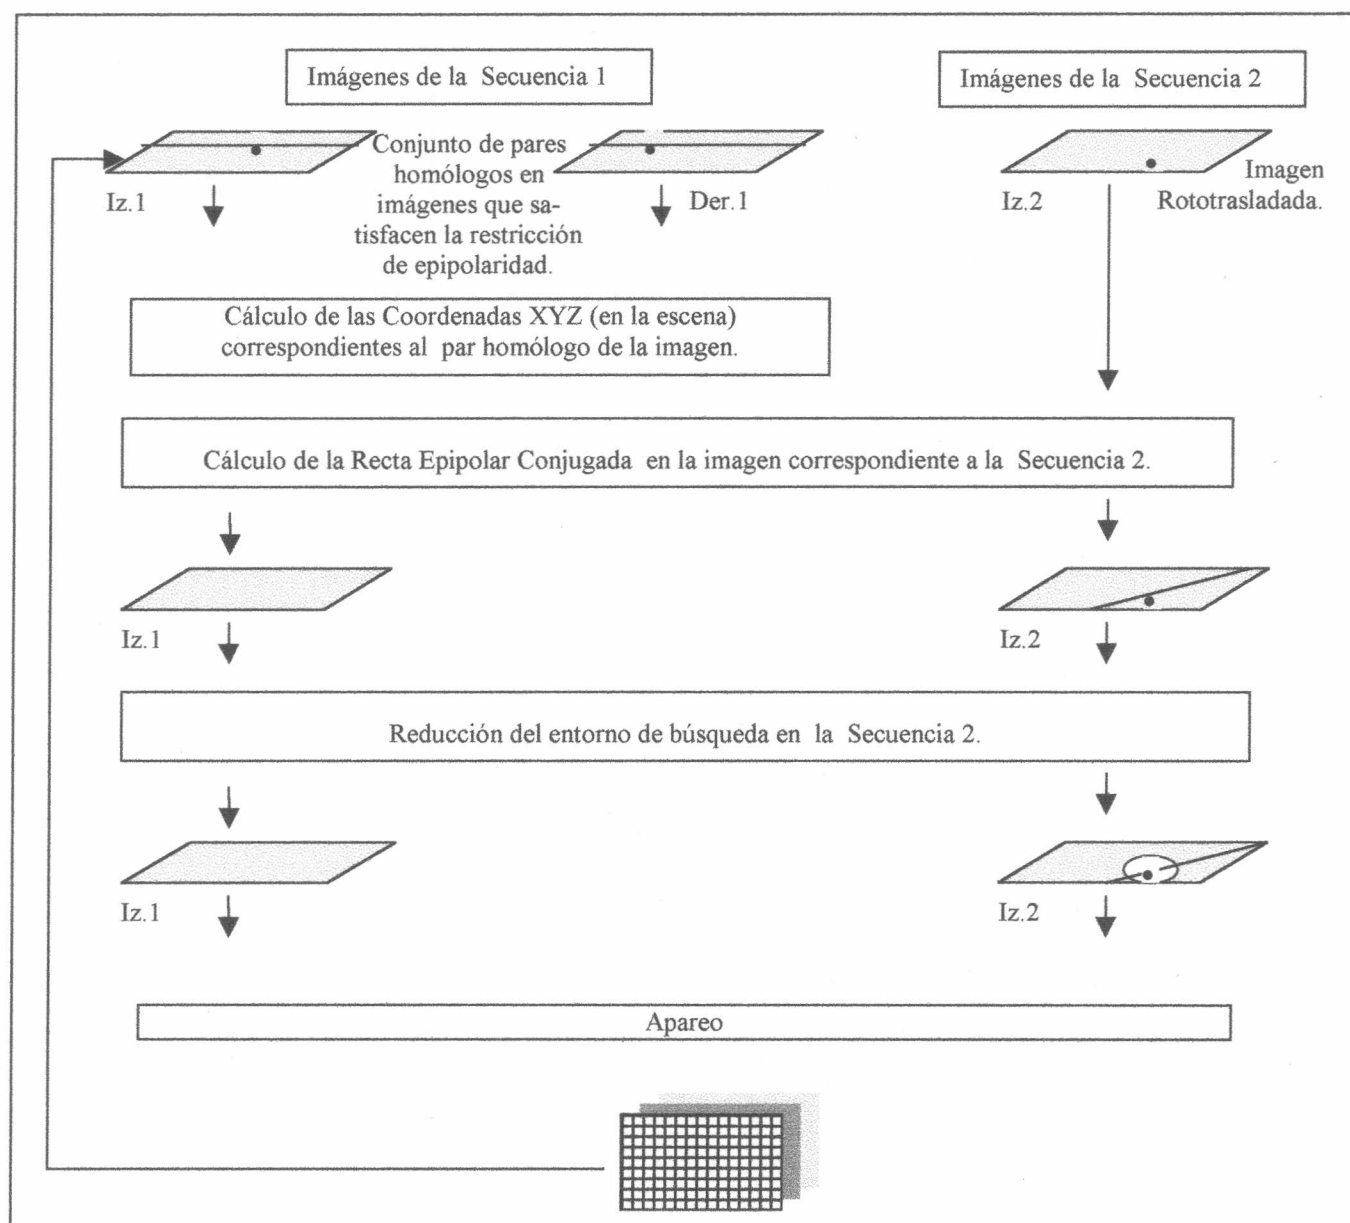 Imágenes de la Secuencia 1
Imágenes de la Secuencia 2
Conjunto de pares
homólogos en
imágenes que sa-
tisfacen la restricción
de epipolaridad.
Iz.1
Der.1
Iz.2
Imagen
Rototrasladada.
Cálculo de las Coordenadas XYZ (en la escena)
correspondientes al par homólogo de la imagen.
Cálculo de la Recta Epipolar Conjugada en la imagen correspondiente a la Secuencia 2.
Iz.1
Iz.2
Reducción del entorno de búsqueda en la Secuencia 2.
Iz.1
Iz.2
Apareo